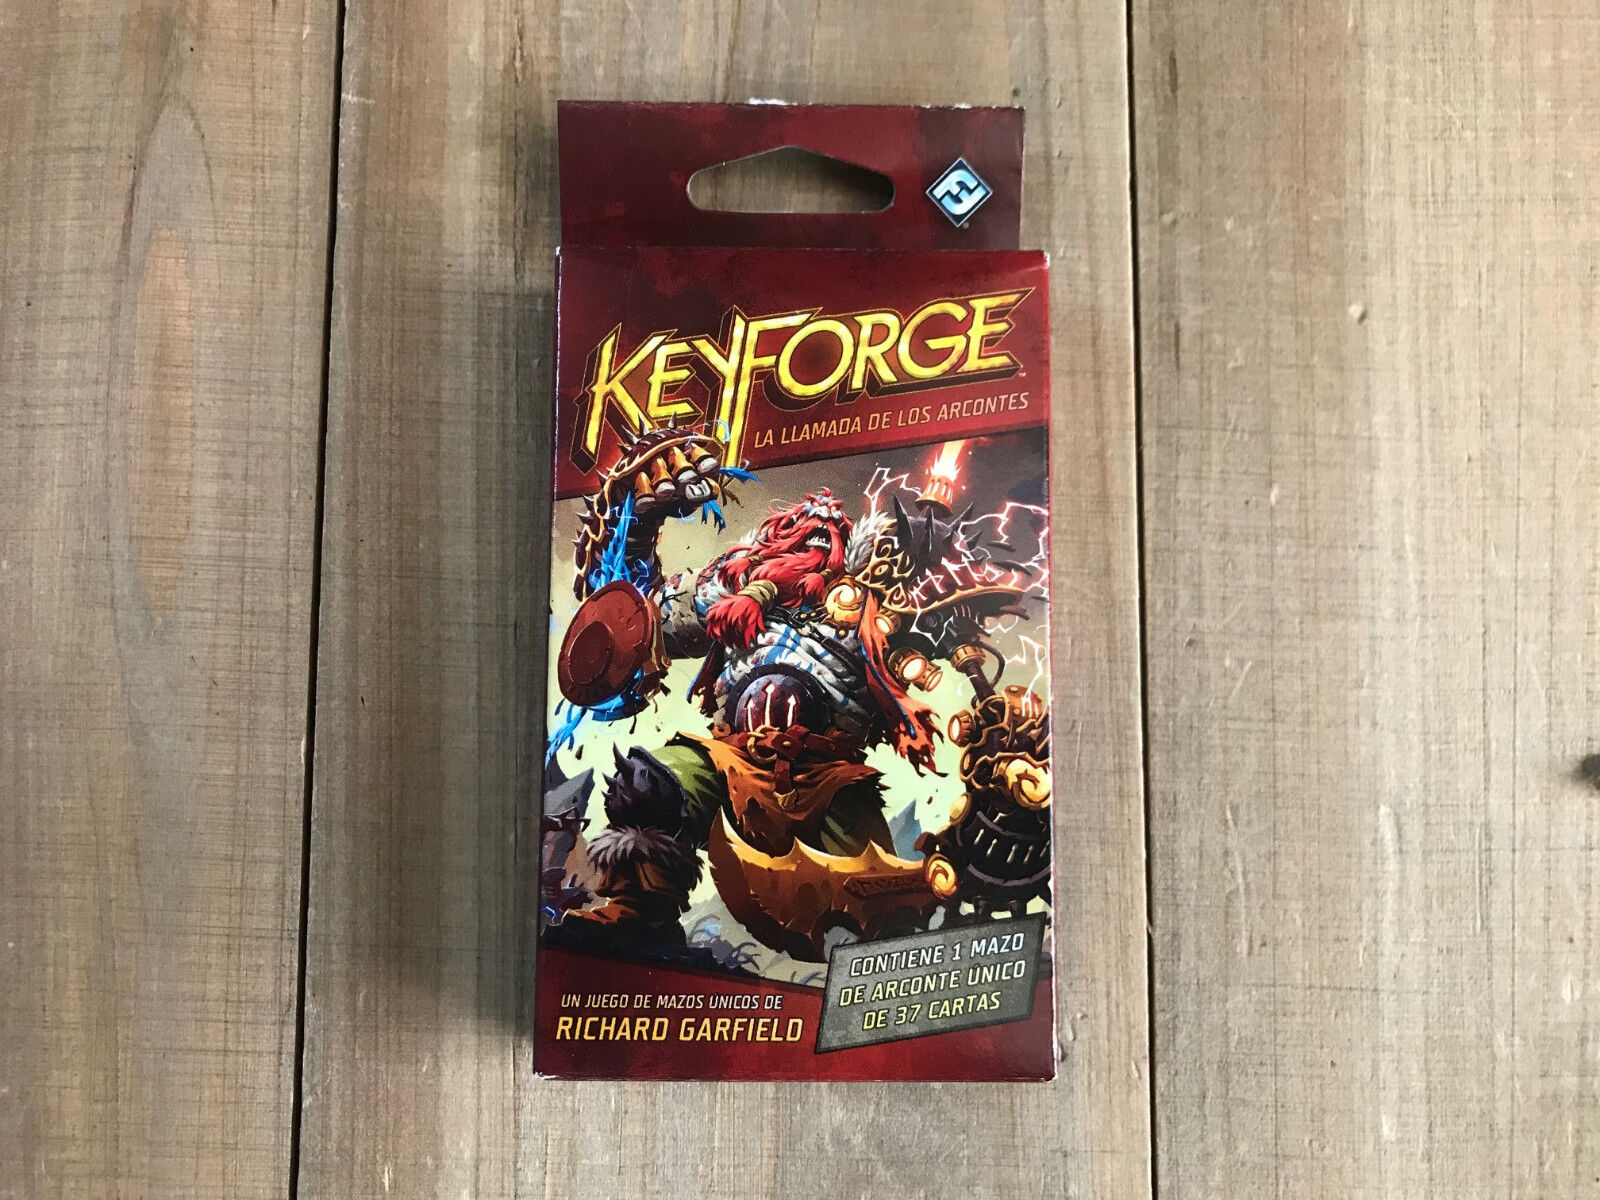 KEYFORGE
LA LLAMADA DE LOS ARCONTES
CONTIENE 1 MAZO
DE ARCONTE ÚNICO
DE 37 CARTAS
UN JUEGO DE MAZOS ÚNICOS DE
RICHARD GARFIELD